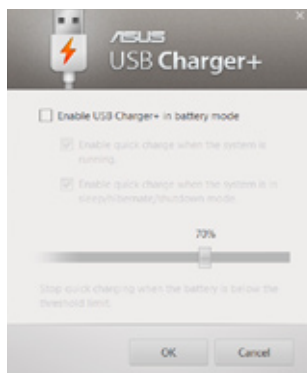 ASUS
USB Charger+
Enable USB Charger+ in battery mode
Enable quick charge when the system is
running.
Enable quick charge when the system is in
sleep/hibernate/shutdown mode.
70%
Stop quick charging when the battery is below the
threshold limit.
OK
Cancel